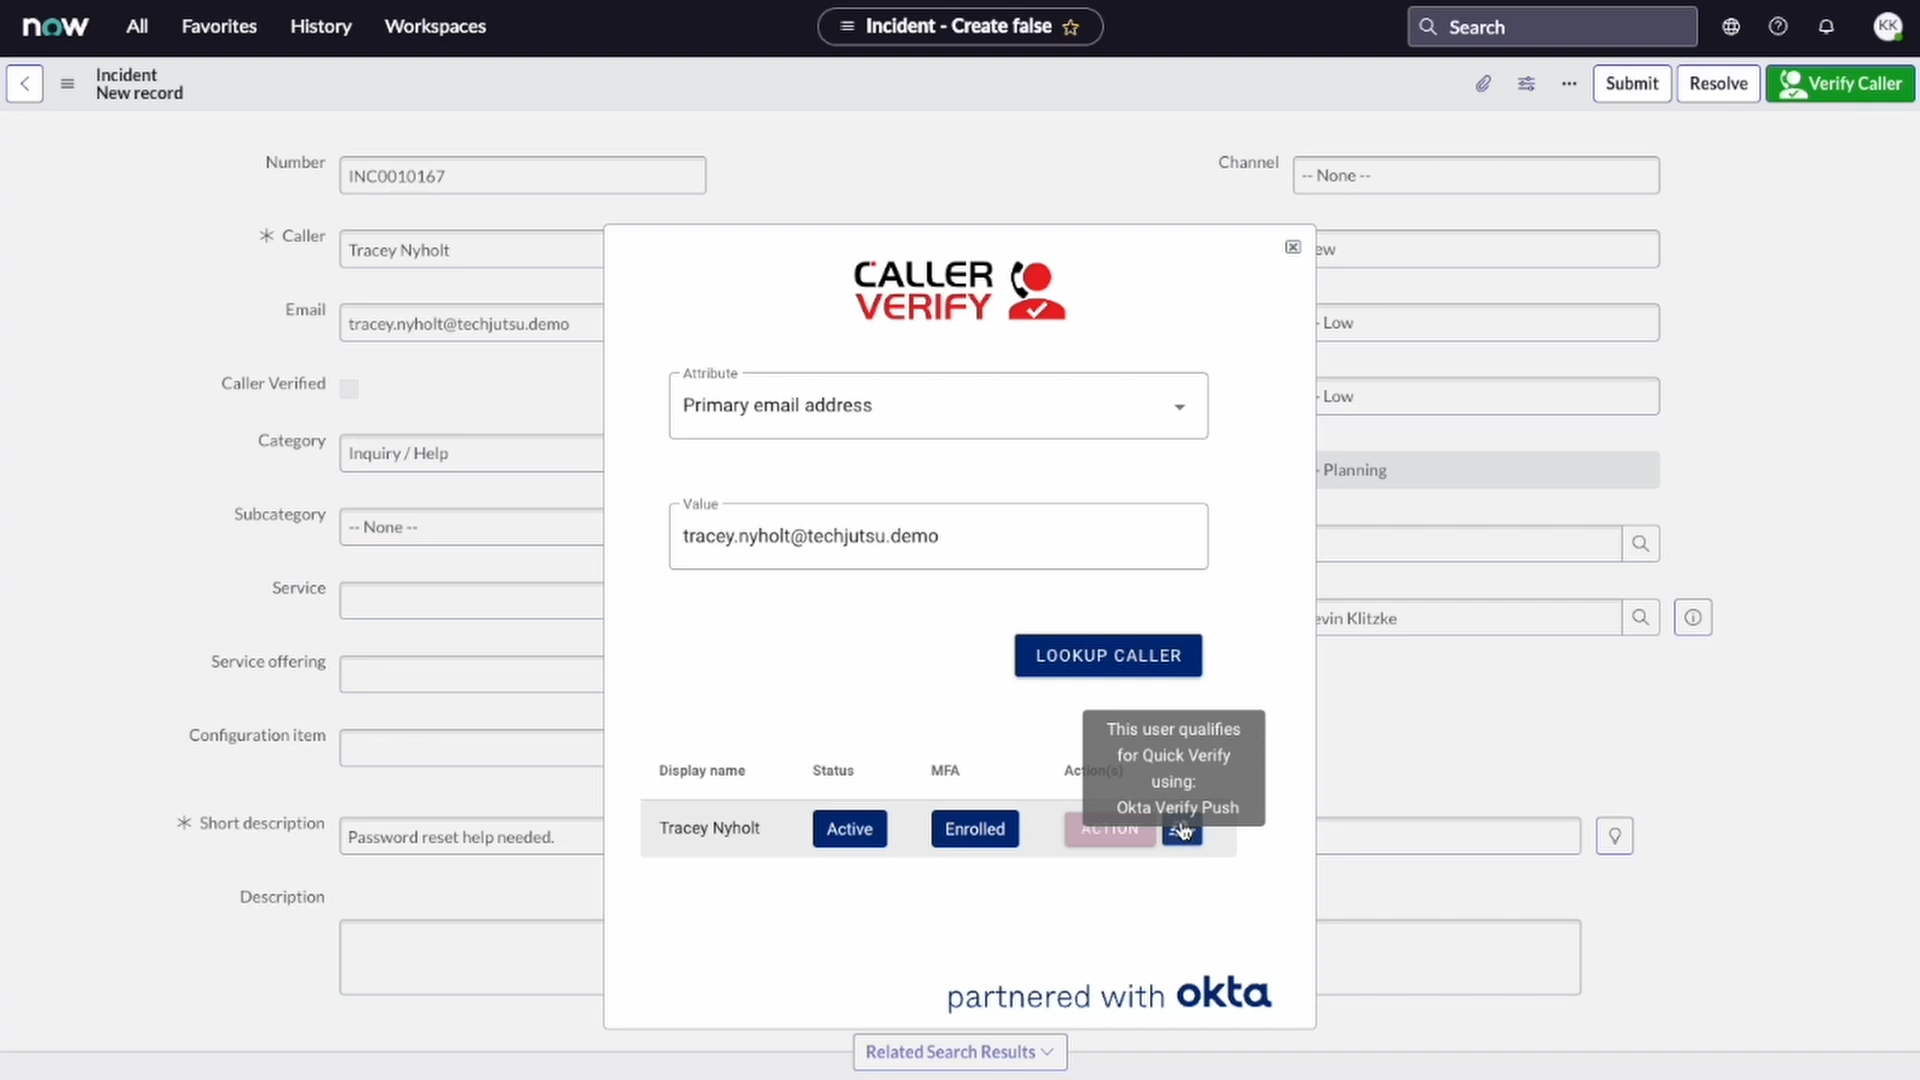 now
All
Favorites
History
Workspaces
Incident - Create false
Search
KK
Incident
New record
Submit
Resolve
Verify Caller
Number
INC0010167
Channel
-- None --
Caller
Tracey Nyholt
ew
Email
tracey.nyholt@techjutsu.demo
- Low
Caller Verified
- Low
Category
Inquiry / Help
- Planning
Subcategory
-- None --
Service
evin Klitzke
Service offering
Configuration item
Short description
Password reset help needed.
Description
CALLER
VERIFY
Attribute
Primary email address
Value
tracey.nyholt@techjutsu.demo
LOOKUP CALLER
This user qualifies
for Quick Verify
using:
Okta Verify Push
Display name
Status
MFA
Action(s)
Tracey Nyholt
Active
Enrolled
ACTION
partnered with okta
Related Search Results